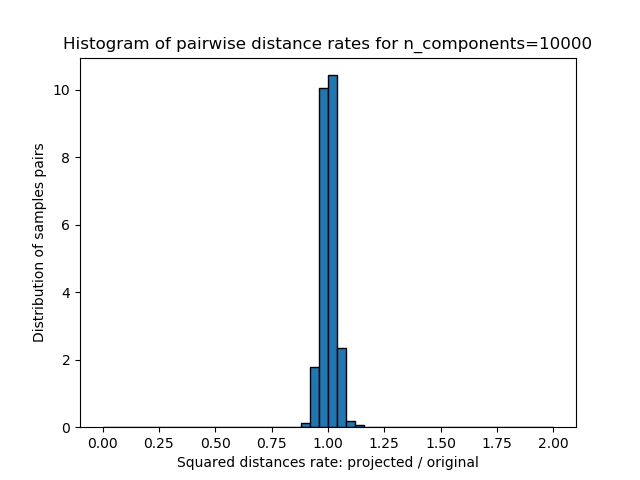 Histogram of pairwise distance rates for n_components=10000
Distribution of samples pairs
10
8
6
4
2
0
0.00 0.25 0.50 0.75 1.00 1.25 1.50 1.75 2.00
Squared distances rate: projected / original